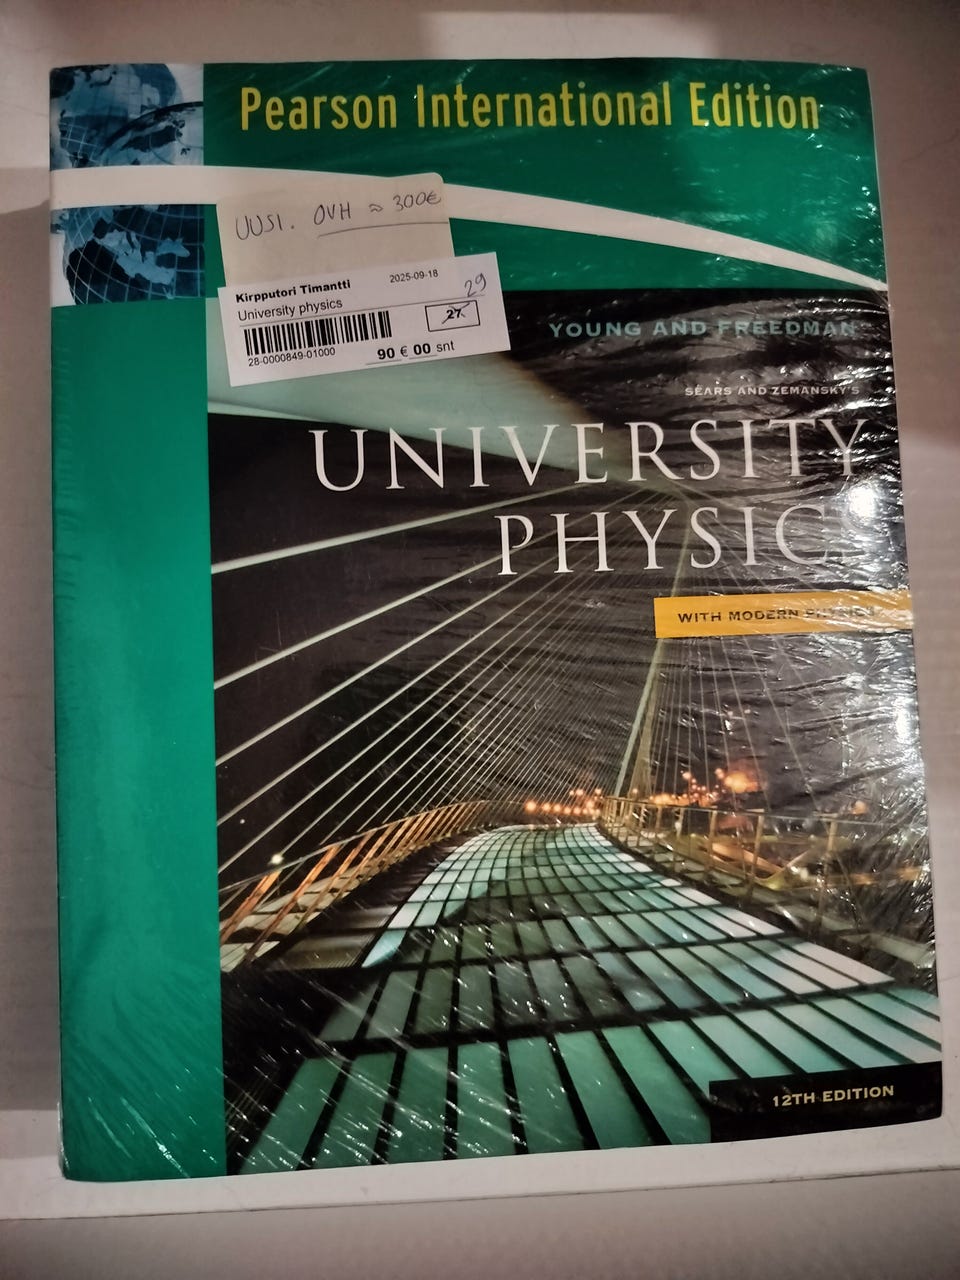 Pearson International Edition
UUSI. OVH ≈ 300€
Kirpputori Timantti 2025-09-18
University physics
29
27
28-0000849-01000 90 € 00 snt
YOUNG AND FREEDMAN
SEARS AND ZEMANSKY'S
UNIVERSITY
PHYSICS
WITH MODERN PHYSICS
12TH EDITION